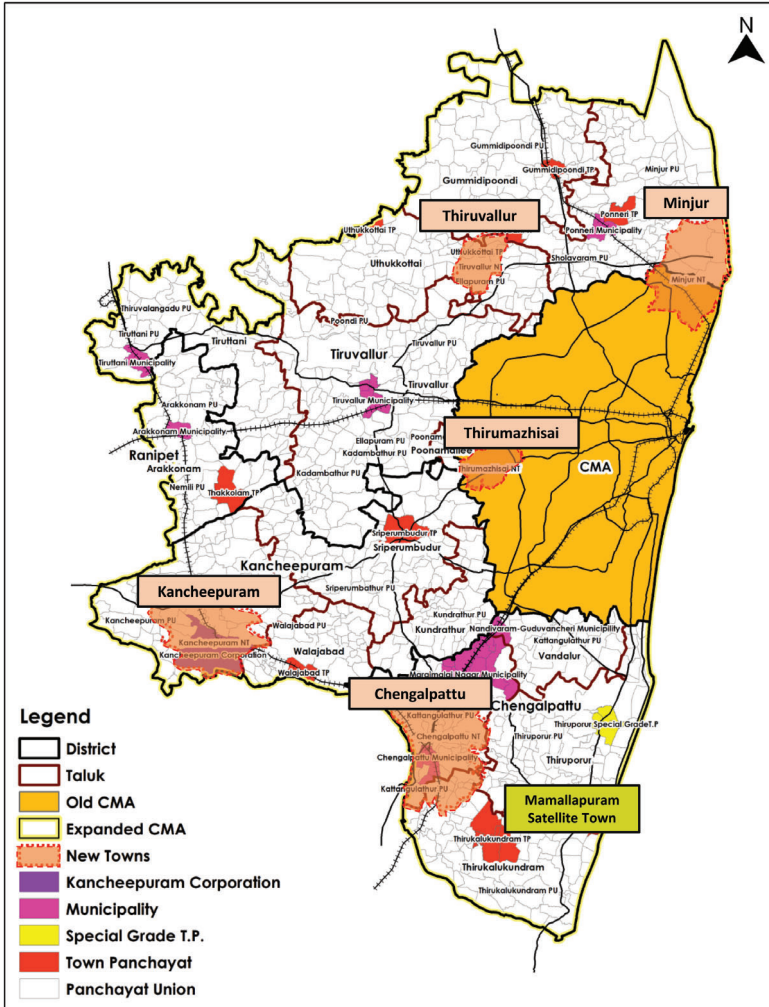 N
Gummidipoondi PU
Gummidipoondi TP
Gummidipoondi
Minjur PU
Minjur
Thiruvallur
Ponneri TP
Ponneri Municipality
Uthukkottai TP
Uthukkottai TP
Uthukkottai
Tiruvallur NT
Ellapuram PU
Sholavaram PU
Minjur NT
Thiruvalangadu PU
Poondi PU
Tiruttani PU
Tiruttani
Tiruvallur PU
Tiruvallur
Tiruttani Municipality
Tiruvallur
Tiruvallur Municipality
Arakkonam PU
Arakkonam Municipality
Ellapuram PU
Poonamallee
Thirumazhisai
Ranipet
Kadambathur PU
Arakkonam
Kadambathur PU
Thirumazhisai NT
CMA
Nemili PU
Thakkolam TP
Sriperumbudur TP
Sriperumbudur
Kancheepuram
Kancheepuram
Sriperumbathur PU
Kancheepuram PU
Walajabad PU
Kundrathur PU
Kundrathur
Nandivaram-Guduvancheri Municipility
Kattangulathur PU
Vandalur
Kancheepuram NT
Kancheepuram Corporation
Walajabad
Walajabad TP
Maraimalai Nagar Municipality
Chengalpattu
Chengalpattu
Kattangulathur PU
Chengalpattu NT
Thiruporur PU
Thiruporur Special GradeT.P
Chengalpattu Municipality
Thiruporur
Kattangulathur PU
Mamallapuram
Satellite Town
Thirukalukundram TP
Thirukalukundram
Thirukalukundram PU
Legend
District
Taluk
Old CMA
Expanded CMA
New Towns
Kancheepuram Corporation
Municipality
Special Grade T.P.
Town Panchayat
Panchayat Union